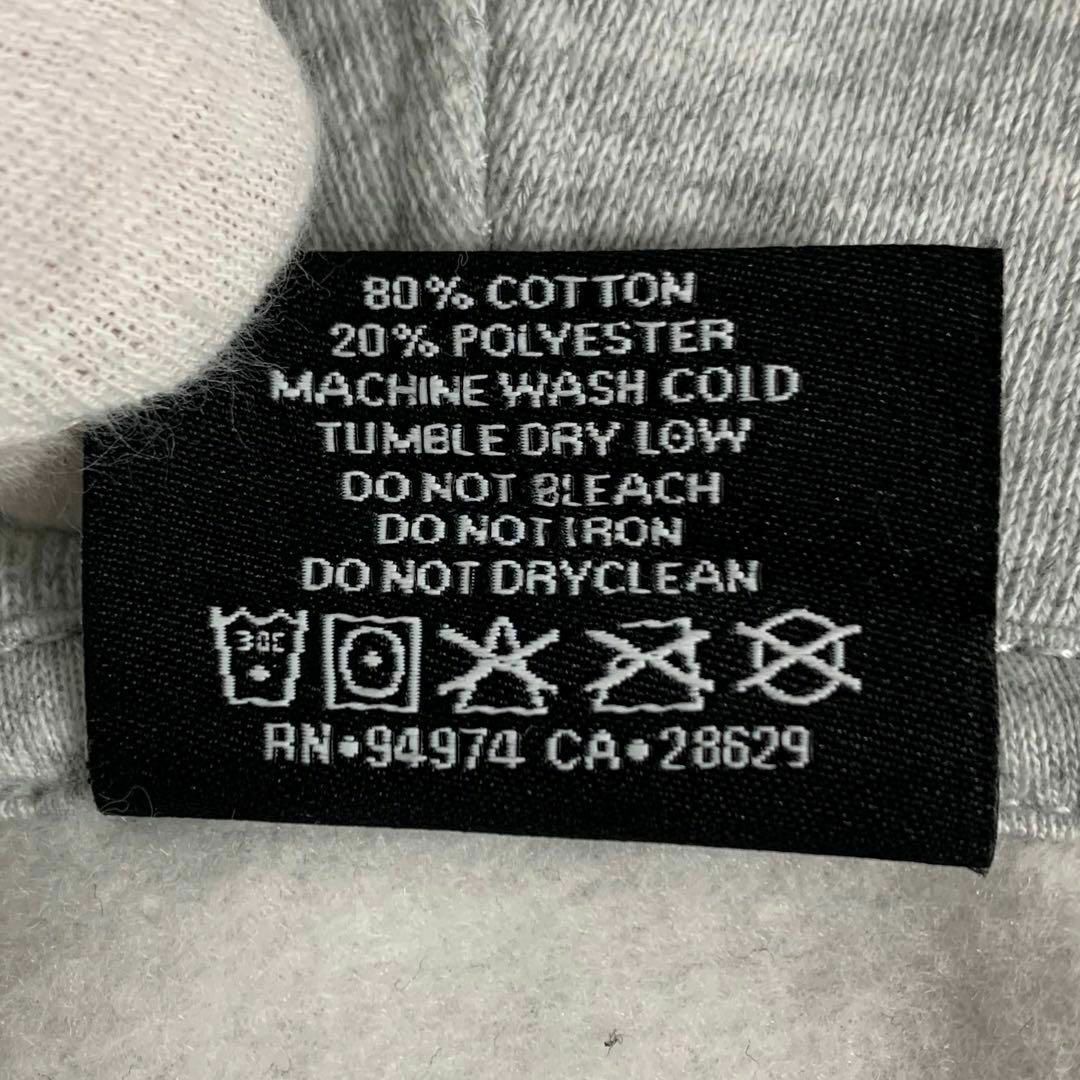 80% COTTON
20% POLYESTER
MACHINE WASH COLD
TUMBLE DRY LOW
DO NOT BLEACH
DO NOT IRON
DO NOT DRYCLEAN
30C
RN•94974 CA•28629